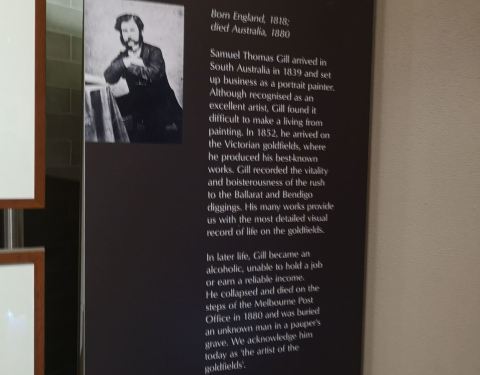 Born England, 1818;
died Australia, 1880
Samuel Thomas Gill arrived in
South Australia in 1839 and set
up business as a portrait painter.
Although recognised as an
excellent artist, Gill found it
difficult to make a living from
painting. In 1852, he arrived on
the Victorian goldfields, where
he produced his best-known
works. Gill recorded the vitality
and boisterousness of the rush
to the Ballarat and Bendigo
diggings. His many works provide
us with the most detailed visual
record of life on the goldfields.
In later life, Gill became an
alcoholic, unable to hold a job
or earn a reliable income.
He collapsed and died on the
steps of the Melbourne Post
Office in 1880 and was buried
an unknown man in a pauper's
grave. We acknowledge him
today as 'the artist of the
goldfields'.